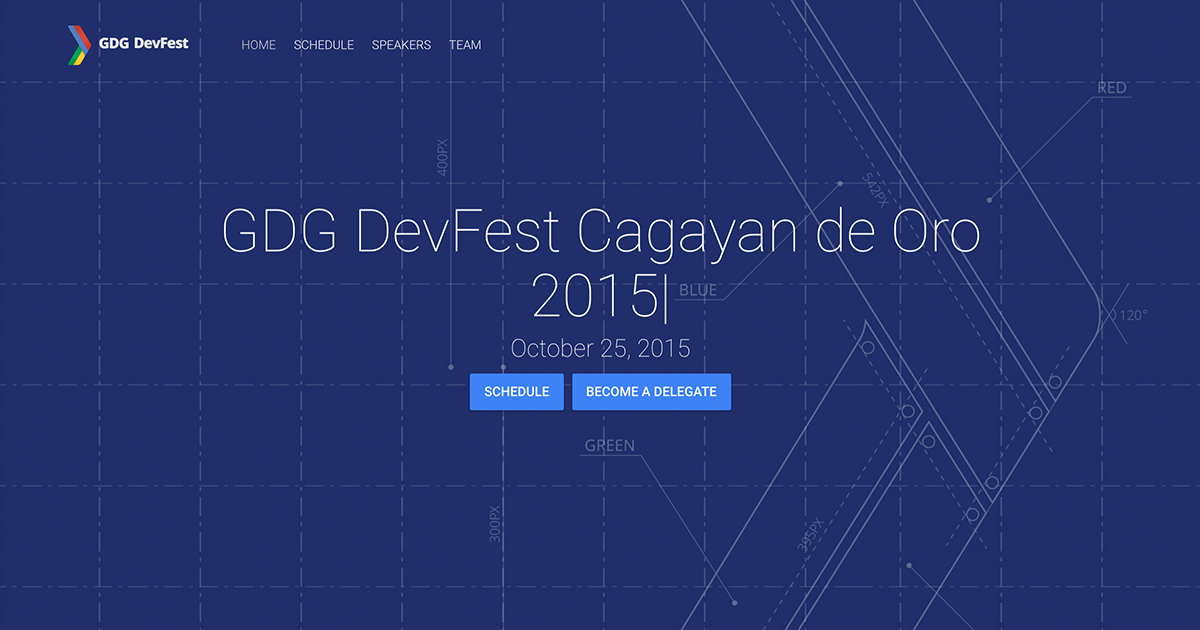 GDG DevFest
HOME SCHEDULE SPEAKERS TEAM
RED
400PX
542PX
GDG DevFest Cagayan de Oro
2015|
BLUE
120°
October 25, 2015
SCHEDULE BECOME A DELEGATE
GREEN
300PX
395PX